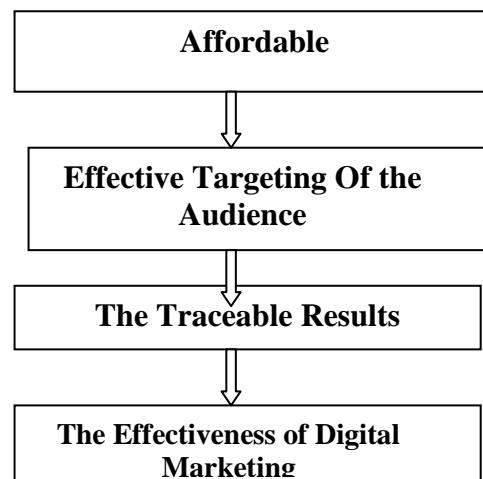 Affordable
Effective Targeting Of the
Audience
The Traceable Results
The Effectiveness of Digital
Marketing